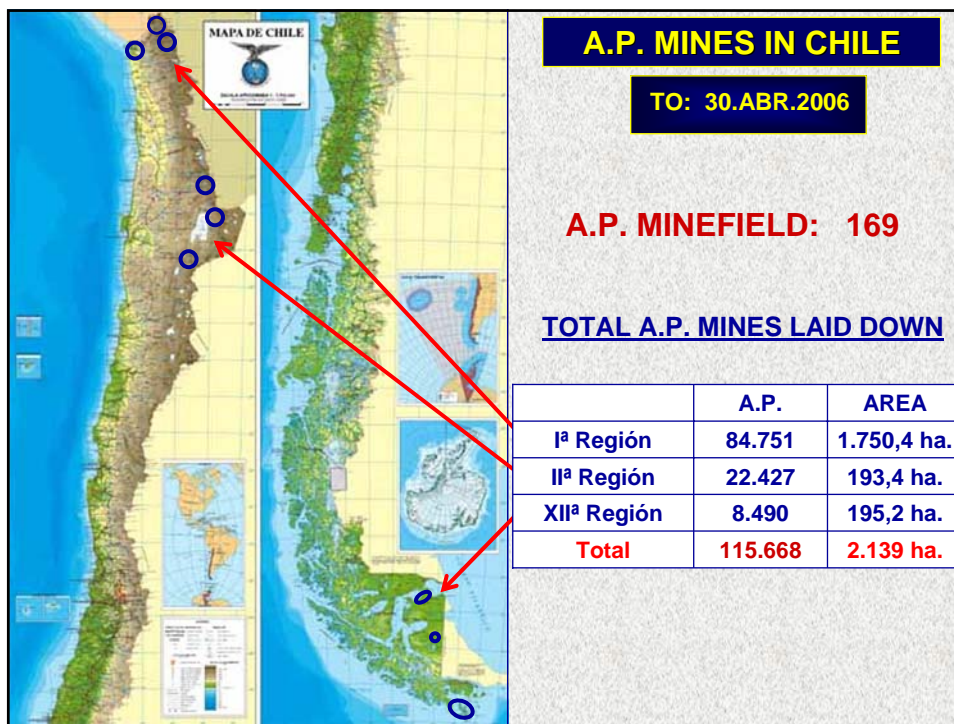 MAPA DE CHILE
A.P. MINES IN CHILE
TO: 30.ABR.2006
A.P. MINEFIELD: 169
TOTAL A.P. MINES LAID DOWN
A.P. AREA
Iª Región 84.751 1.750,4 ha.
IIª Región 22.427 193,4 ha.
XIIª Región 8.490 195,2 ha.
Total 115.668 2.139 ha.